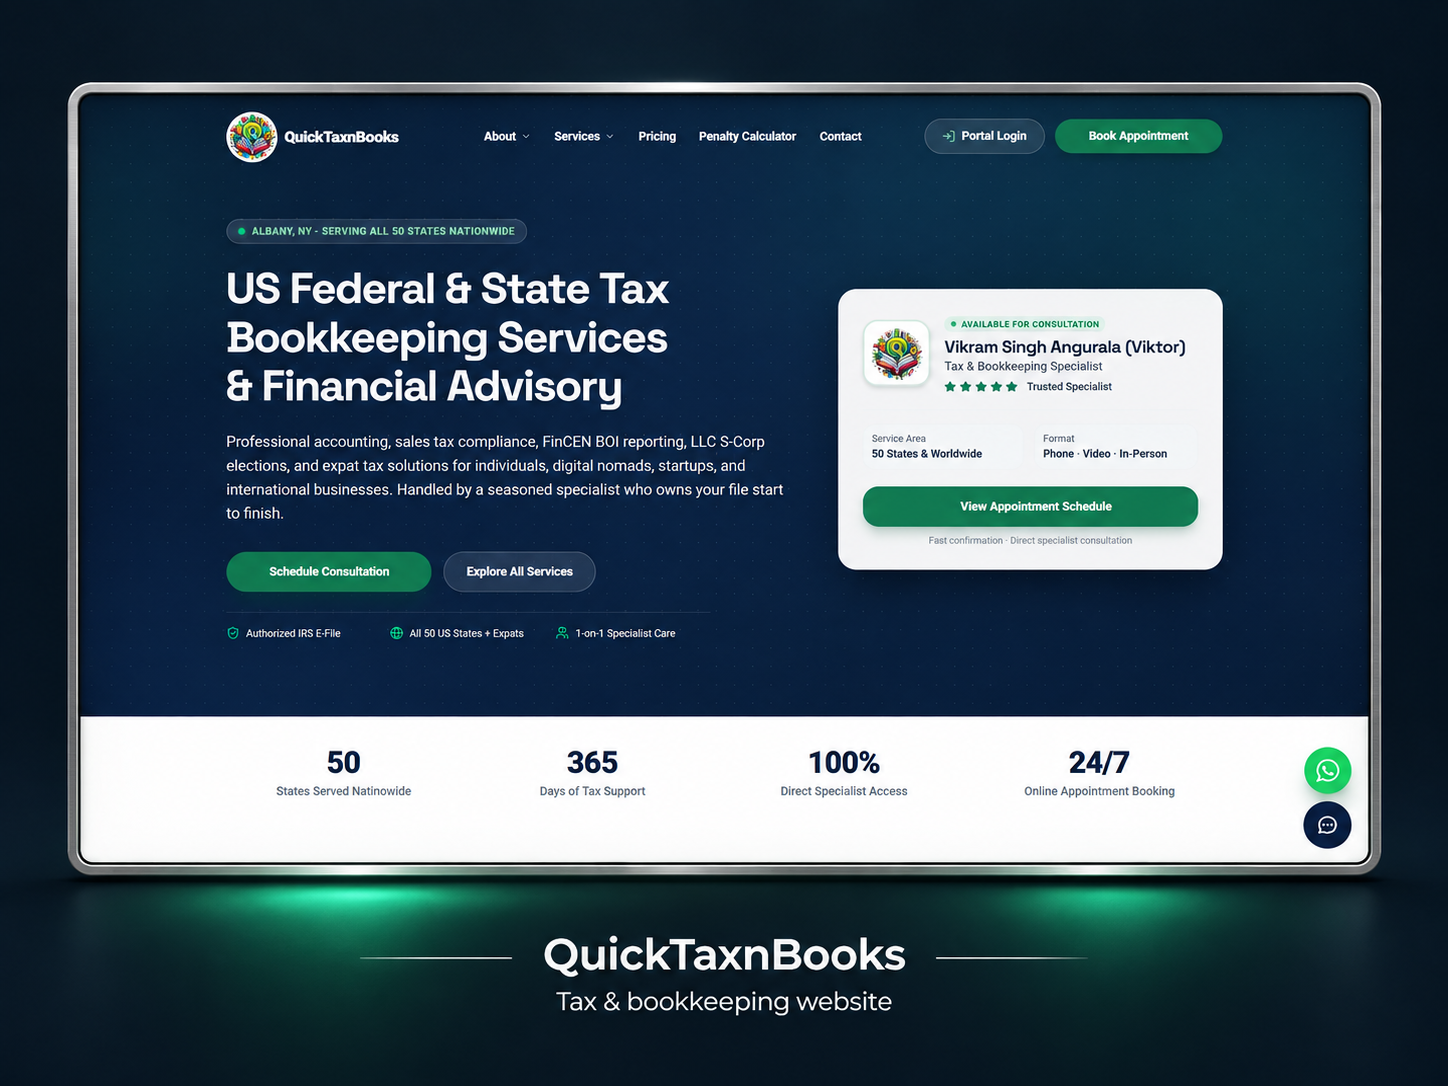 QuickTaxnBooks
About
Services
Pricing
Penalty Calculator
Contact
Portal Login
Book Appointment
ALBANY, NY - SERVING ALL 50 STATES NATIONWIDE
US Federal & State Tax
Bookkeeping Services
& Financial Advisory
Professional accounting, sales tax compliance, FinCEN BOI reporting, LLC S-Corp
elections, and expat tax solutions for individuals, digital nomads, startups, and
international businesses. Handled by a seasoned specialist who owns your file start
to finish.
Schedule Consultation
Explore All Services
Authorized IRS E-File
All 50 US States + Expats
1-on-1 Specialist Care
AVAILABLE FOR CONSULTATION
Vikram Singh Angurala (Viktor)
Tax & Bookkeeping Specialist
Trusted Specialist
Service Area
50 States & Worldwide
Format
Phone · Video · In-Person
View Appointment Schedule
Fast confirmation · Direct specialist consultation
50
States Served Natinowide
365
Days of Tax Support
100%
Direct Specialist Access
24/7
Online Appointment Booking
QuickTaxnBooks
Tax & bookkeeping website